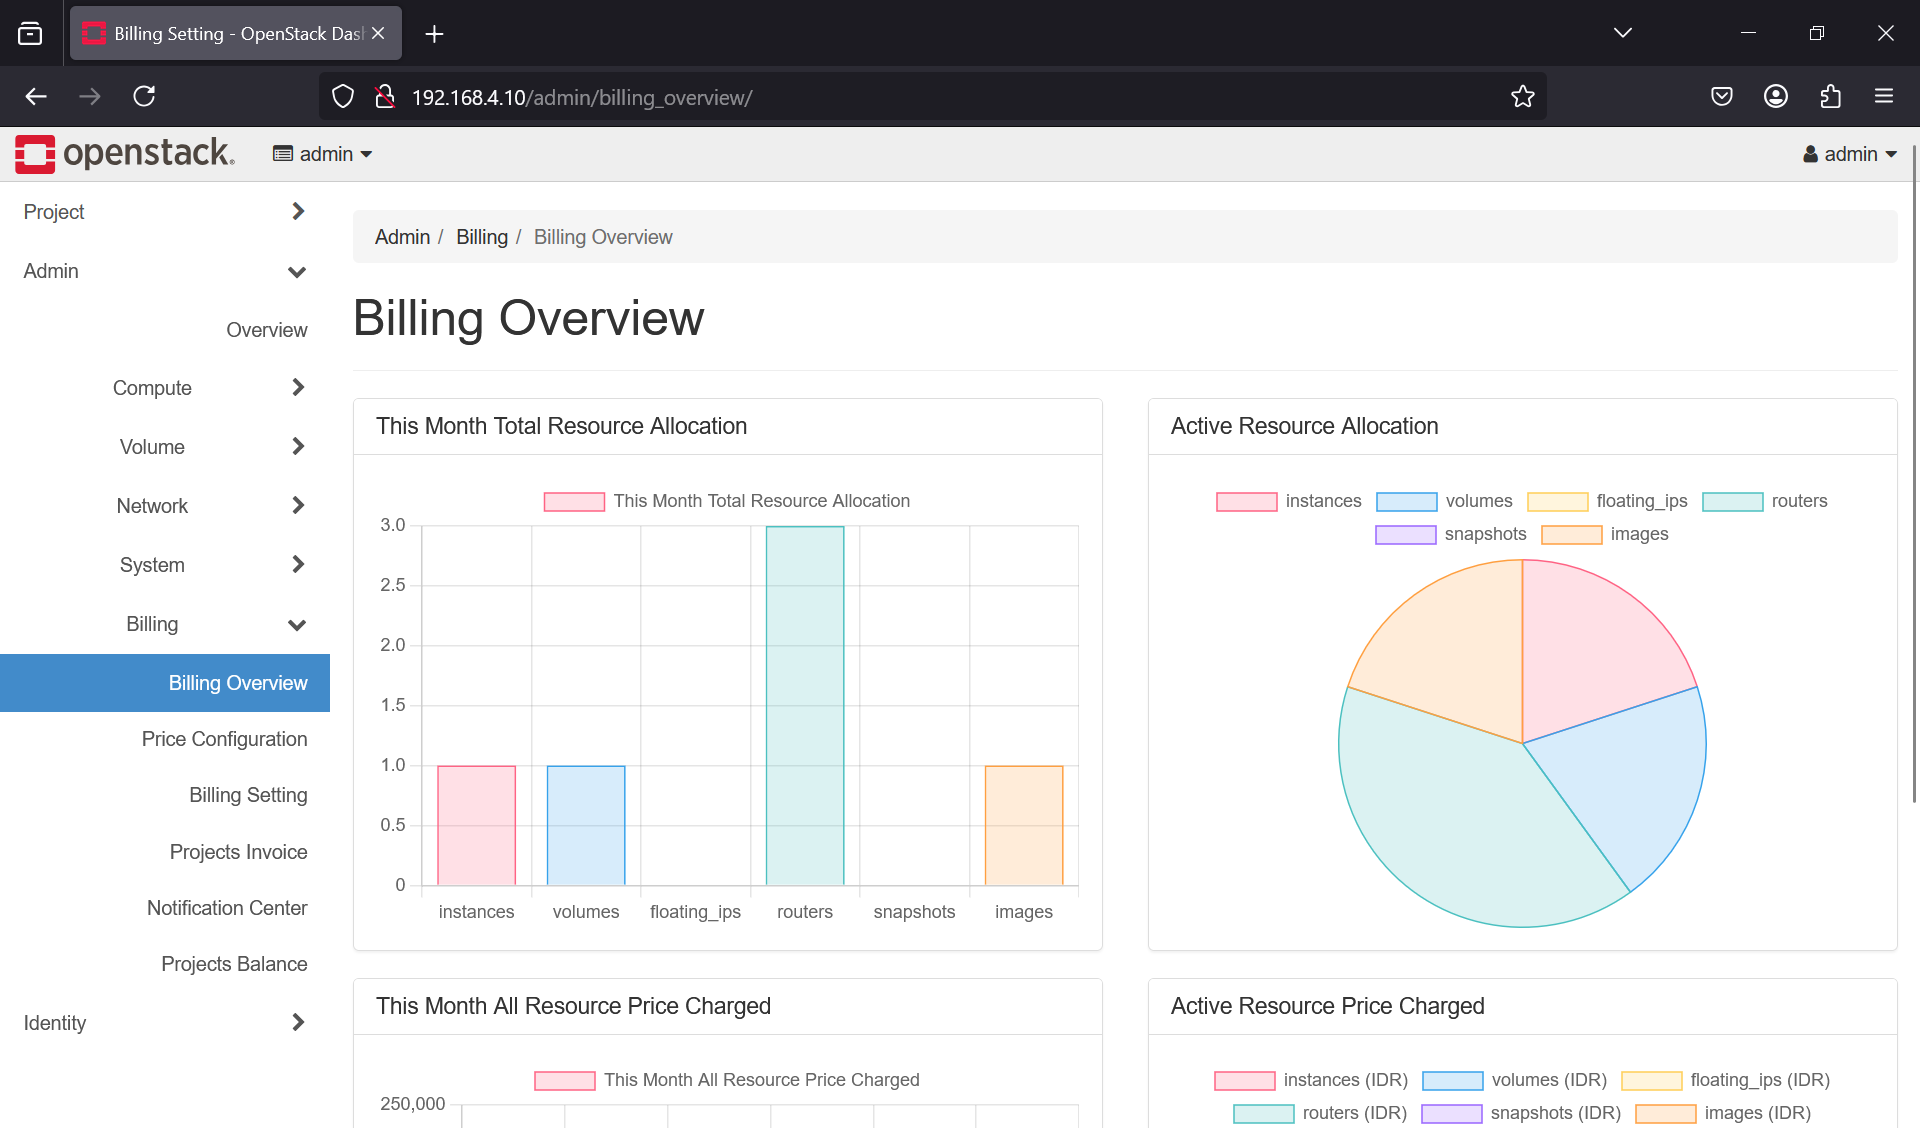 Billing Setting - OpenStack Das
192.168.4.10/admin/billing_overview/
openstack.
admin
admin
Project
Admin
Overview
Compute
Volume
Network
System
Billing
Billing Overview
Price Configuration
Billing Setting
Projects Invoice
Notification Center
Projects Balance
Identity
Admin / Billing / Billing Overview
Billing Overview
This Month Total Resource Allocation
This Month Total Resource Allocation
3.0
2.5
2.0
1.5
1.0
0.5
0
instances volumes floating_ips routers snapshots images
Active Resource Allocation
instances volumes floating_ips routers
snapshots images
This Month All Resource Price Charged
This Month All Resource Price Charged
250,000
Active Resource Price Charged
instances (IDR) volumes (IDR) floating_ips (IDR)
routers (IDR) snapshots (IDR) images (IDR)